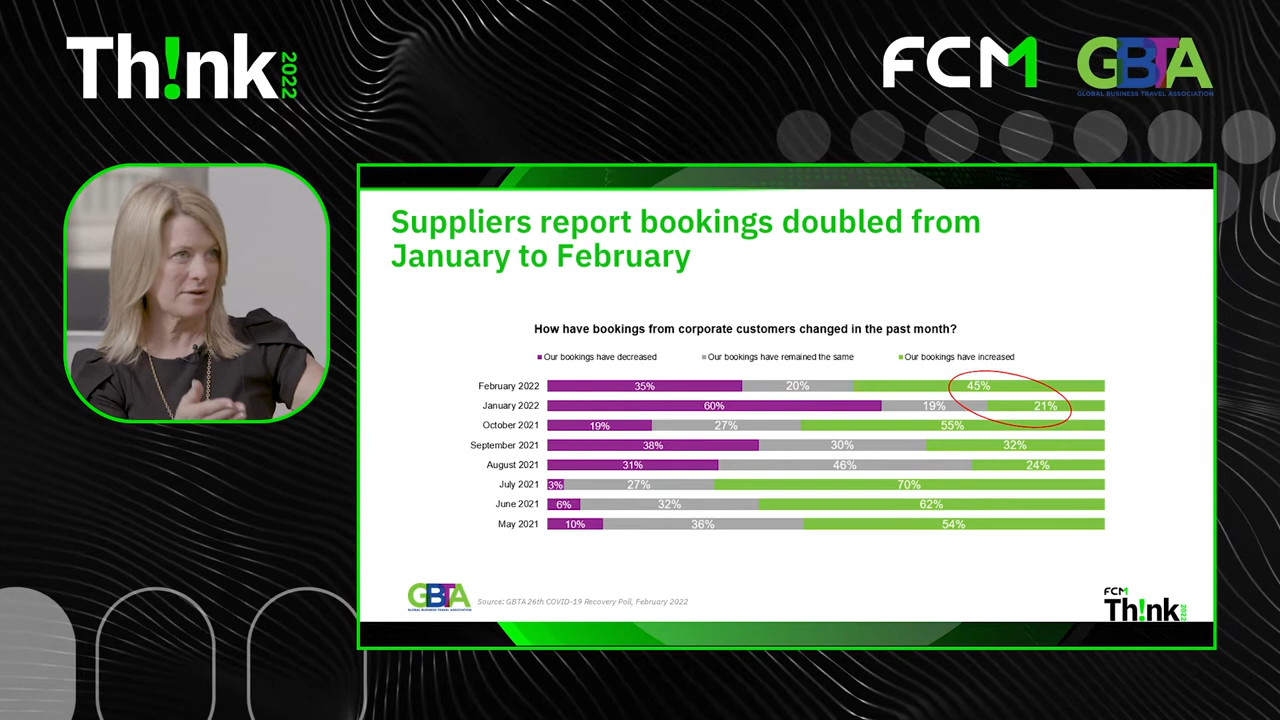 Th!nk 2022
FCM
GBTA
GLOBAL BUSINESS TRAVEL ASSOCIATION
Suppliers report bookings doubled from
January to February
How have bookings from corporate customers changed in the past month?
Our bookings have decreased Our bookings have remained the same Our bookings have increased
February 2022 35% 20% 45%
January 2022 60% 19% 21%
October 2021 19% 27% 55%
September 2021 38% 30% 32%
August 2021 31% 46% 24%
July 2021 3% 27% 70%
June 2021 6% 32% 62%
May 2021 10% 36% 54%
GBTA
GLOBAL BUSINESS TRAVEL ASSOCIATION
Source: GBTA 26th COVID-19 Recovery Poll, February 2022
FCM
Th!nk 2022